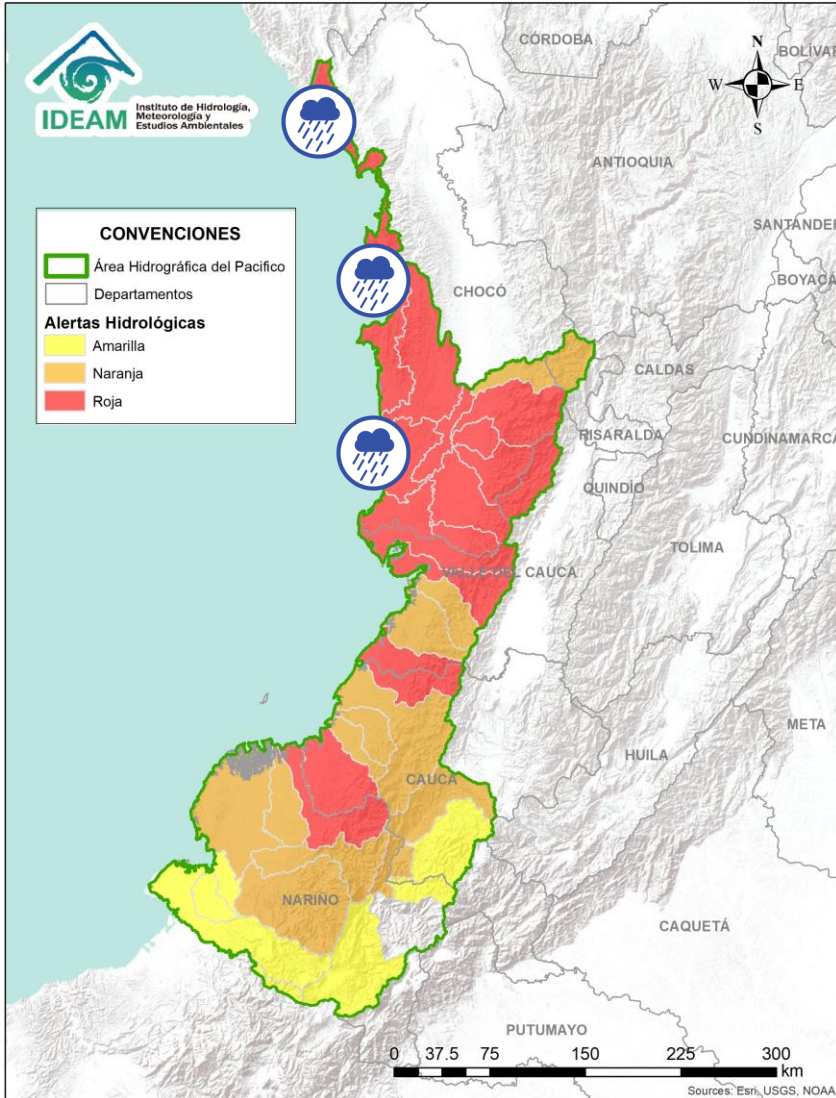 IDEAM
Instituto de Hidrología,
Meteorología y
Estudios Ambientales
CÓRDOBA
BOLÍVAR
N
W
E
S
ANTIOQUIA
SANTANDER
BOYACÁ
CONVENCIONES
Área Hidrográfica del Pacifico
Departamentos
Alertas Hidrológicas
Amarilla
Naranja
Roja
CHOCÓ
CALDAS
RISARALDA
CUNDINAMARCA
QUINDÍO
TOLIMA
VALLE DEL CAUCA
META
HUILA
CAUCA
NARIÑO
CAQUETÁ
PUTUMAYO
0 37.5 75 150 225 300
km
Sources: Esri, USGS, NOAA